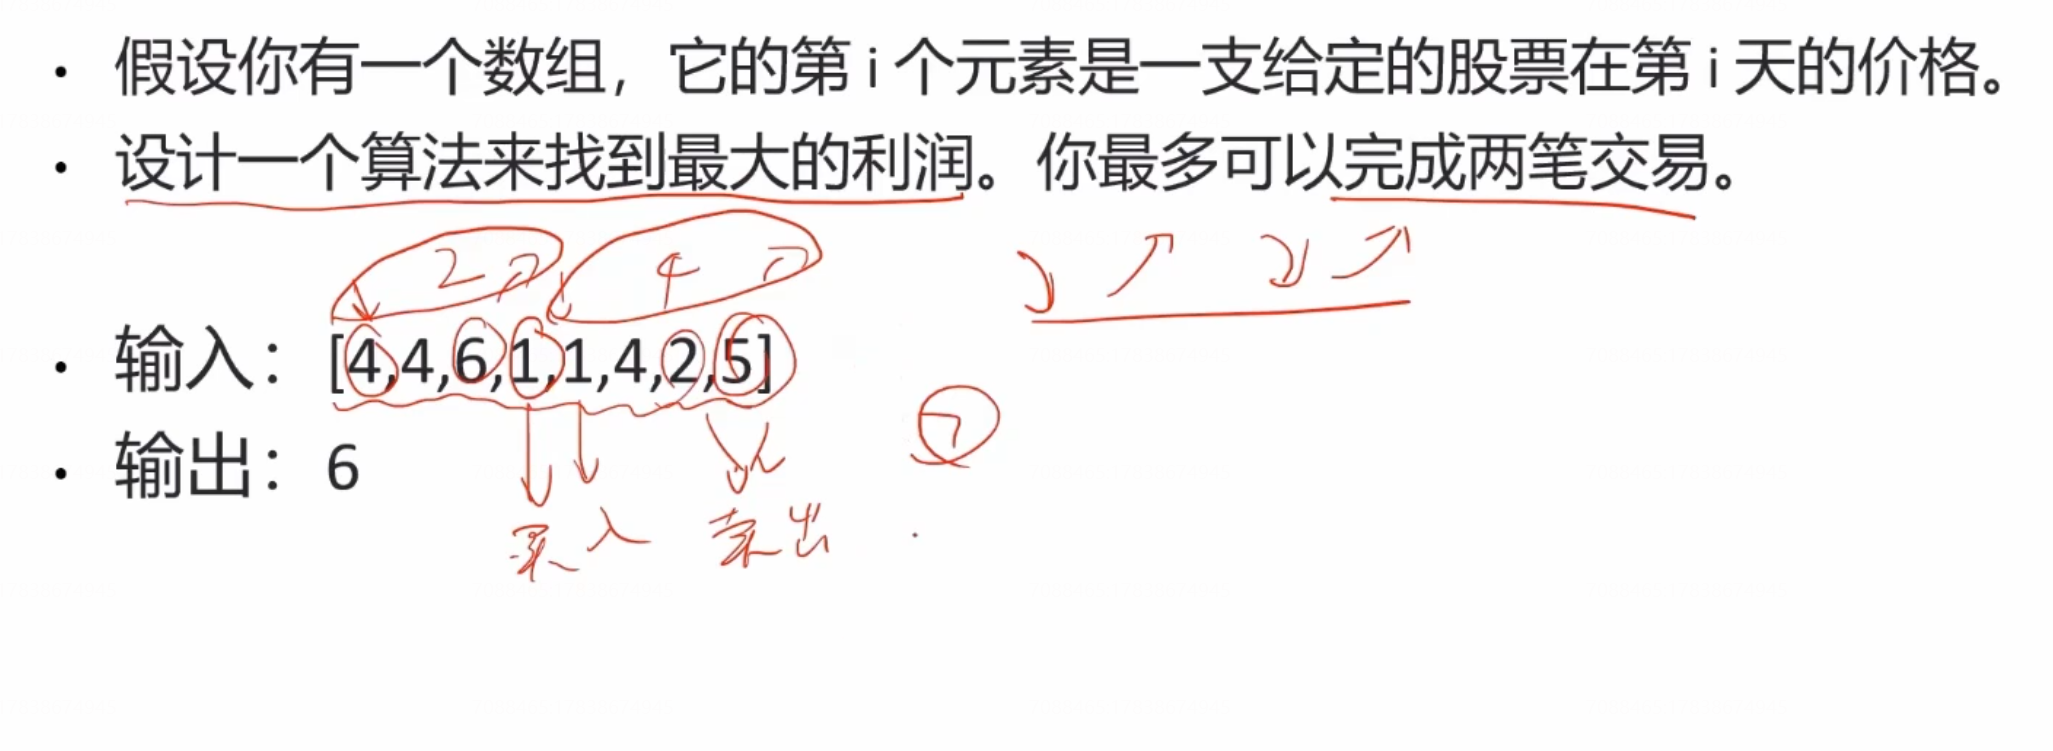 • 假设你有一个数组，它的第 i 个元素是一支给定的股票在第 i 天的价格。
• 设计一个算法来找到最大的利润。你最多可以完成两笔交易。
2 4
• 输入：[4,4,6,1,1,4,2,5]
7
• 输出：6
买入 卖出